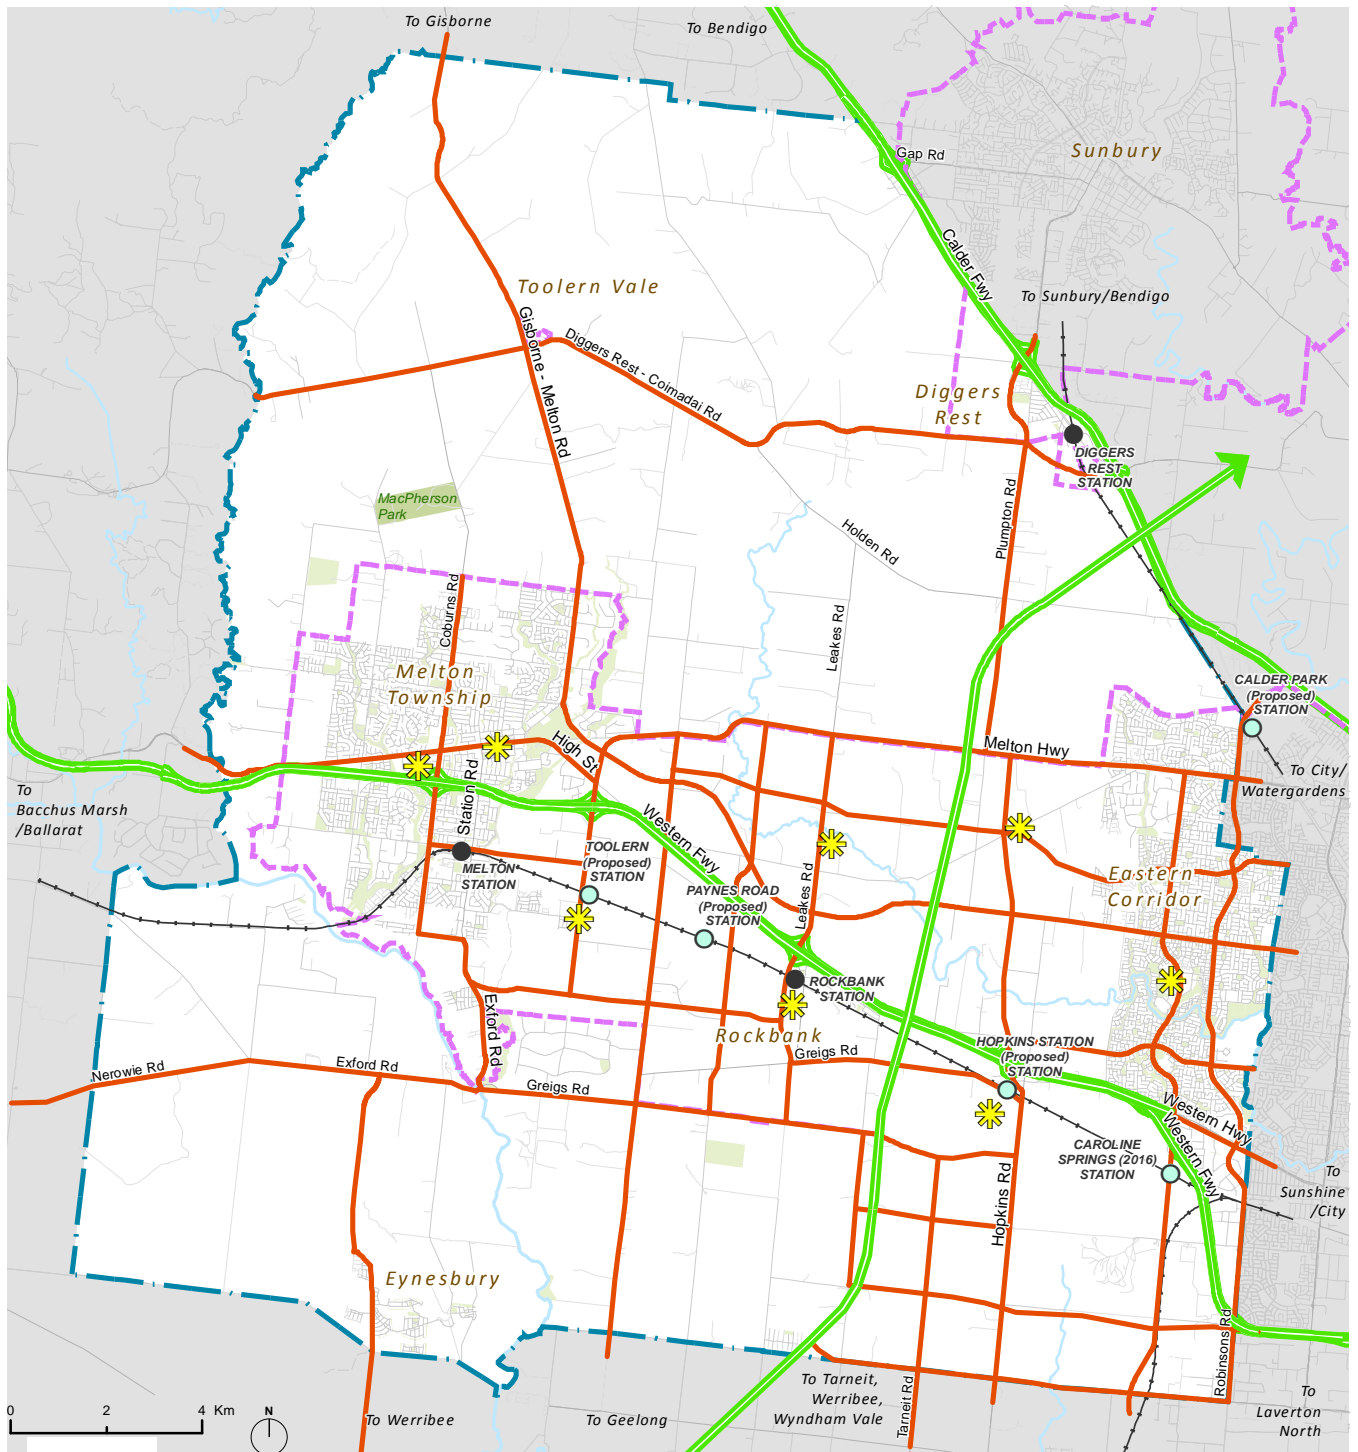 To Gisborne
To Bendigo
Gap Rd
Sunbury
Calder Fwy
Toolern Vale
To Sunbury/Bendigo
Gisborne - Melton Rd
Diggers Rest - Coimadai Rd
Diggers
Rest
DIGGERS
REST
STATION
MacPherson
Park
Plumpton Rd
Holden Rd
Coburns Rd
Leakes Rd
Melton
Township
CALDER PARK
(Proposed)
STATION
High St
Melton Hwy
To City/
Watergardens
To
Bacchus Marsh
/Ballarat
Station Rd
Western Fwy
TOOLERN
(Proposed)
STATION
MELTON
STATION
PAYNES ROAD
(Proposed)
STATION
Leakes Rd
Eastern
Corridor
ROCKBANK
STATION
Exford Rd
Rockbank
HOPKINS STATION
(Proposed)
STATION
Greigs Rd
Nerowie Rd
Exford Rd
Greigs Rd
Western Hwy
Western Fwy
CAROLINE
SPRINGS (2016)
STATION
To
Sunshine
/City
Hopkins Rd
Eynesbury
Robinsons Rd
To Tarneit,
Werribee,
Wyndham Vale
Tarneit Rd
To
Laverton
North
0 2 4 Km
N
To Werribee
To Geelong